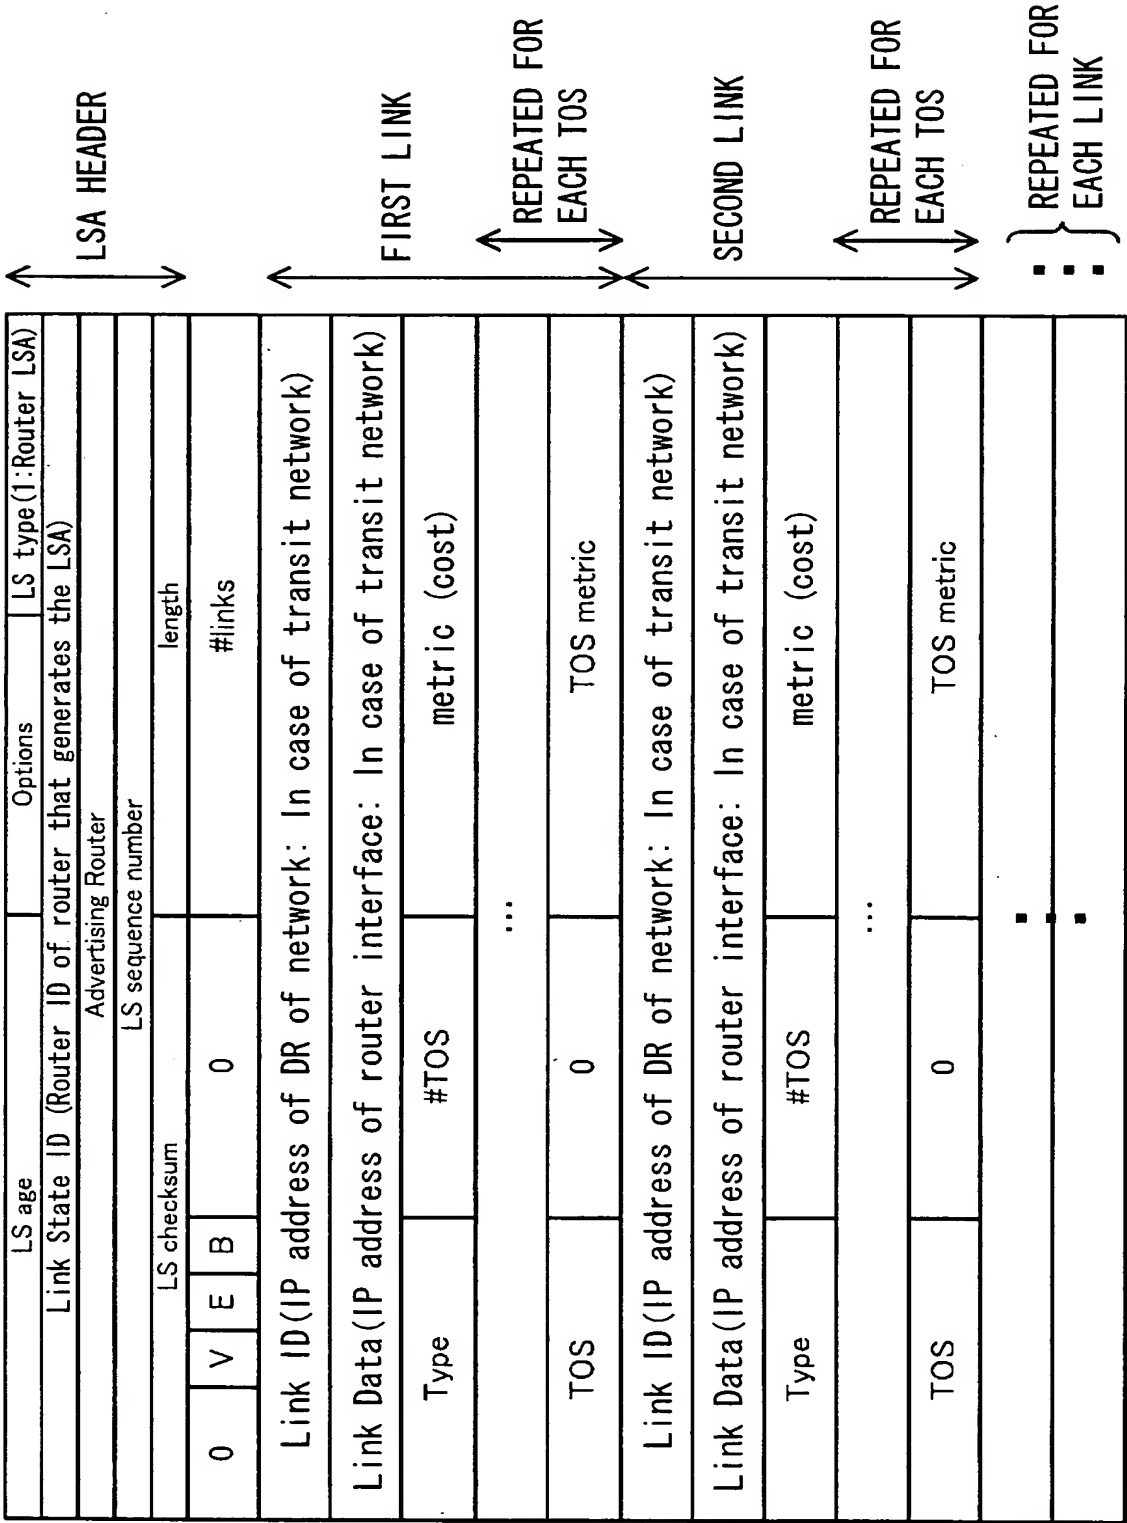 LS age Options LS type(1:Router LSA)
Link State ID (Router ID of router that generates the LSA)
Advertising Router
LS sequence number
LS checksum length
LSA HEADER
0 V E B 0 #links
Link ID(IP address of DR of network: In case of transit network)
Link Data(IP address of router interface: In case of transit network)
Type #TOS metric (cost)
...
TOS 0 TOS metric
FIRST LINK
REPEATED FOR
EACH TOS
Link ID(IP address of DR of network: In case of transit network)
Link Data(IP address of router interface: In case of transit network)
Type #TOS metric (cost)
...
TOS 0 TOS metric
SECOND LINK
REPEATED FOR
EACH TOS
REPEATED FOR
EACH LINK